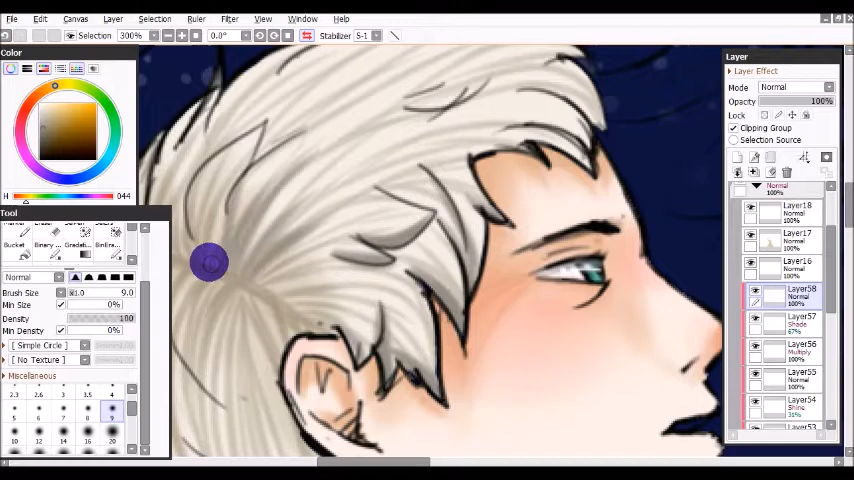 File Edit Canvas Layer Selection Ruler Filter View Window Help
Selection 300% 0.0° Stabilizer S-1
Color
H 044
Tool
Bucket Binary... Gradati... BinEra...
Normal
Brush Size x1.0 9.0
Min Size 0%
Density 100
Min Density 0%
[ Simple Circle ]
[ No Texture ]
Miscellaneous
2.3 2.6 3 3.5 4
5 6 7 8 9
10 12 14 16 20
Layer
Layer Effect
Mode Normal
Opacity 100%
Lock
Clipping Group
Selection Source
Normal
100%
Layer18
Normal
100%
Layer17
Normal
100%
Layer16
Normal
100%
Layer58
Normal
100%
Layer57
Shade
67%
Layer56
Multiply
100%
Layer55
Normal
100%
Layer54
Shine
31%